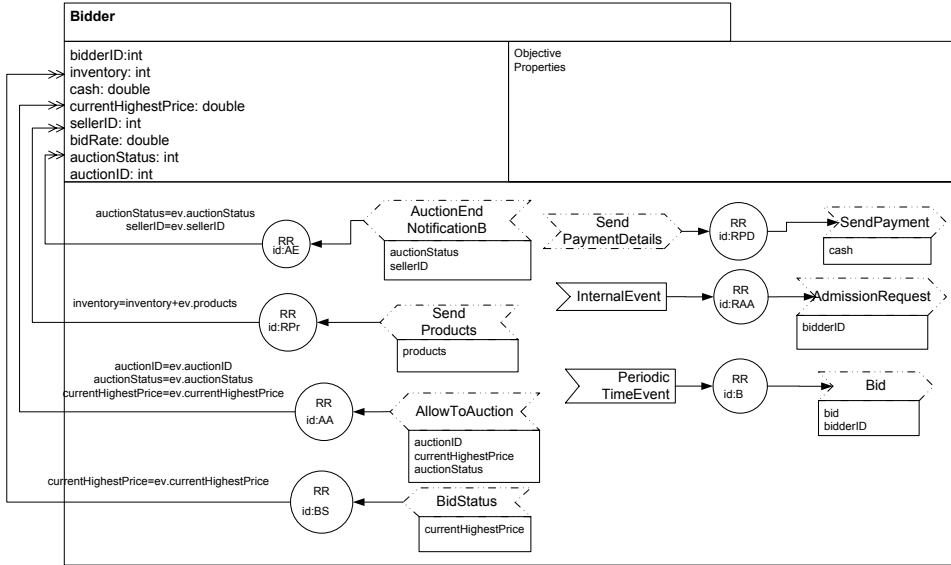 Bidder
bidderID:int
inventory: int
cash: double
currentHighestPrice: double
sellerID: int
bidRate: double
auctionStatus: int
auctionID: int
Objective
Properties
auctionStatus=ev.auctionStatus
sellerID=ev.sellerID
RR
id:AE
AuctionEnd
NotificationB
auctionStatus
sellerID
Send
PaymentDetails
RR
id:RPD
SendPayment
cash
inventory=inventory+ev.products
RR
id:RPr
Send
Products
products
InternalEvent
RR
id:RAA
AdmissionRequest
bidderID
auctionID=ev.auctionID
auctionStatus=ev.auctionStatus
currentHighestPrice=ev.currentHighestPrice
RR
id:AA
AllowToAuction
auctionID
currentHighestPrice
auctionStatus
Periodic
TimeEvent
RR
id:B
Bid
bid
bidderID
currentHighestPrice=ev.currentHighestPrice
RR
id:BS
BidStatus
currentHighestPrice